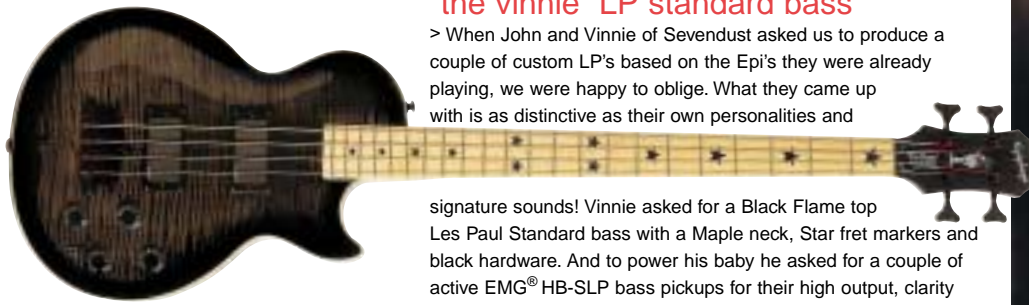 the vinnie LP standard bass
> When John and Vinnie of Sevendust asked us to produce a
couple of custom LP's based on the Epi's they were already
playing, we were happy to oblige. What they came up
with is as distinctive as their own personalities and
signature sounds! Vinnie asked for a Black Flame top
Les Paul Standard bass with a Maple neck, Star fret markers and
black hardware. And to power his baby he asked for a couple of
active EMG® HB-SLP bass pickups for their high output, clarity